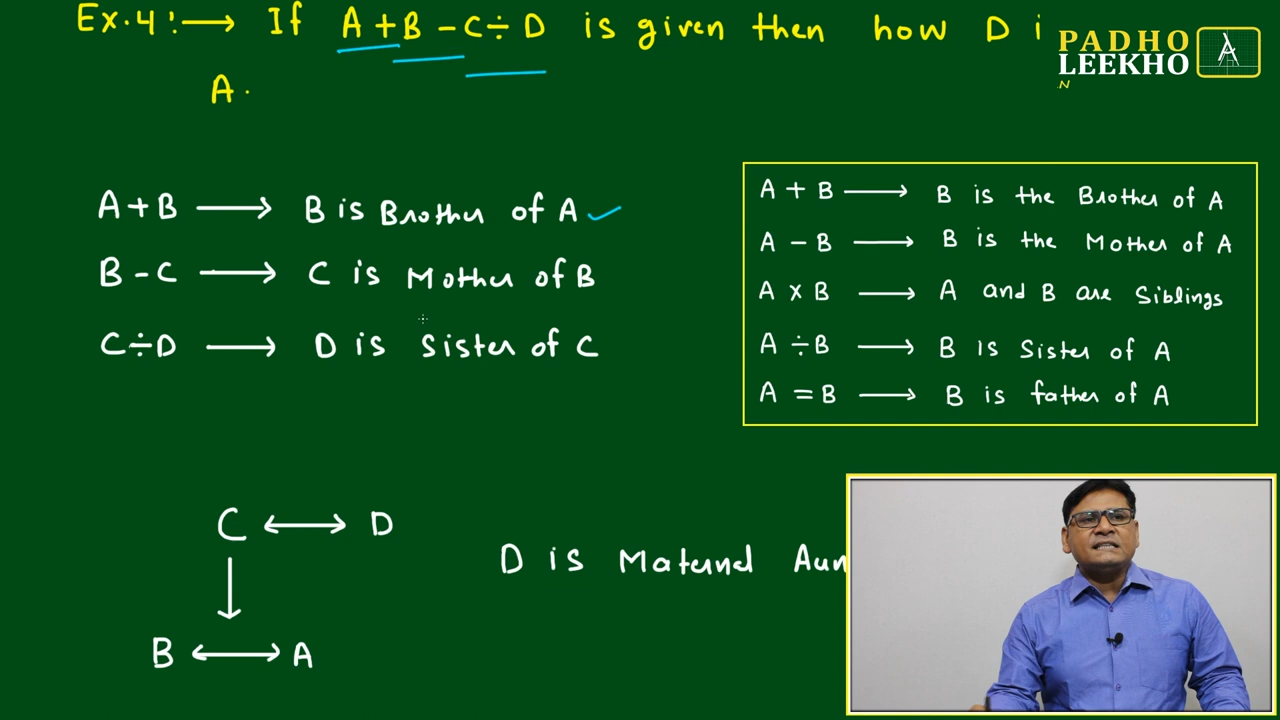 Ex.4 :⟶ If A + B - C ÷ D is given then how D
A.
PADHO
LEEKHO
A + B ⟶ B is Brother of A ✓
B - C ⟶ C is Mother of B
C ÷ D ⟶ D is Sister of C
A + B ⟶ B is the Brother of A
A - B ⟶ B is the Mother of A
A × B ⟶ A and B are Siblings
A ÷ B ⟶ B is Sister of A
A = B ⟶ B is father of A
C ⟷ D
B ⟷ A
D is Maternal